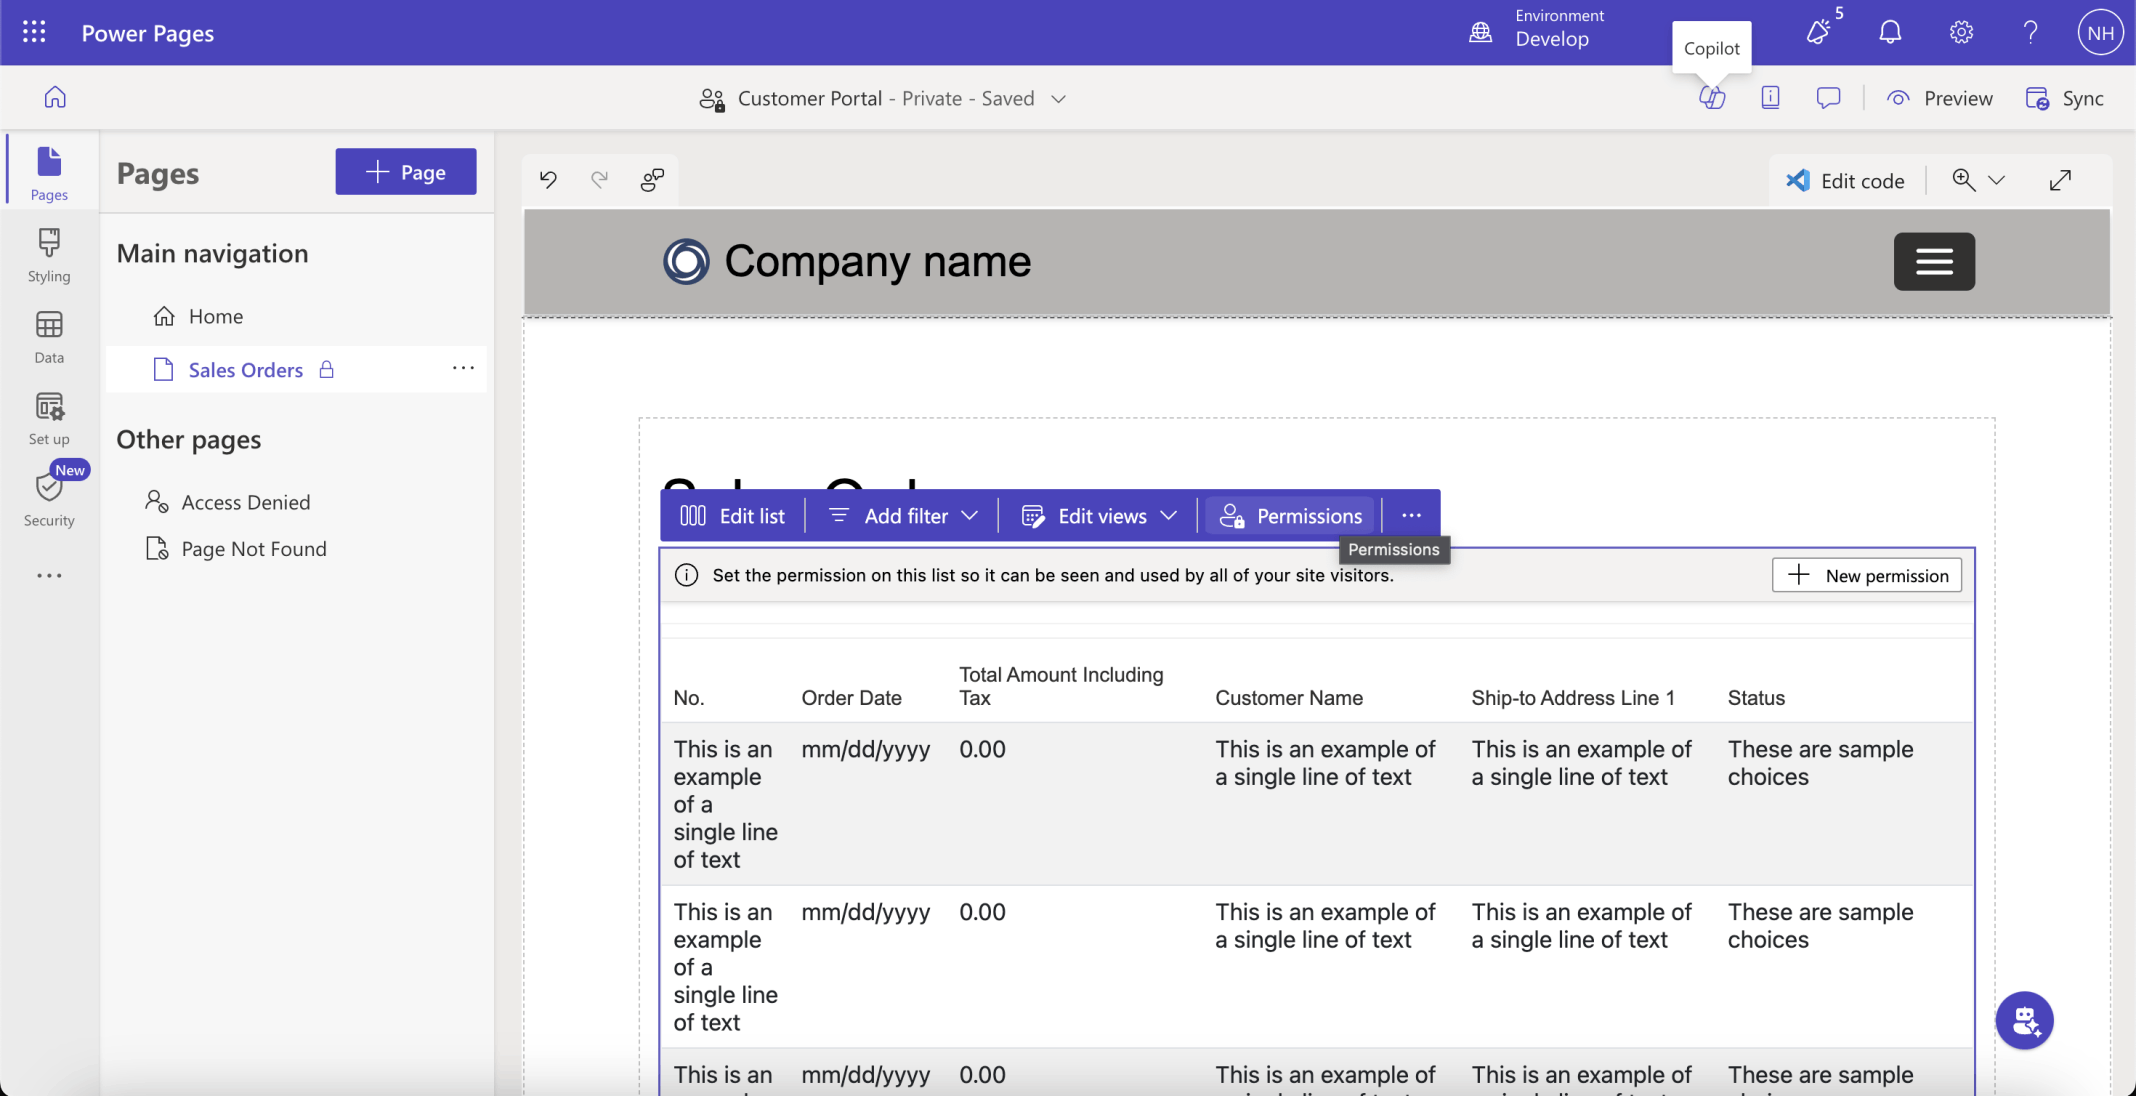 Power Pages
Environment
Develop
Copilot
5
NH
Customer Portal - Private - Saved
Preview
Sync
Pages
Styling
Data
Set up
New
Security
Pages
Page
Main navigation
Home
Sales Orders
Other pages
Access Denied
Page Not Found
Edit code
Company name
Edit list
Add filter
Edit views
Permissions
Permissions
Set the permission on this list so it can be seen and used by all of your site visitors.
New permission
No.
Order Date
Total Amount Including
Tax
Customer Name
Ship-to Address Line 1
Status
This is an
example
of a
single line
of text
mm/dd/yyyy
0.00
This is an example of
a single line of text
This is an example of
a single line of text
These are sample
choices
This is an
example
of a
single line
of text
mm/dd/yyyy
0.00
This is an example of
a single line of text
This is an example of
a single line of text
These are sample
choices
This is an
mm/dd/yyyy
0.00
This is an example of
This is an example of
These are sample